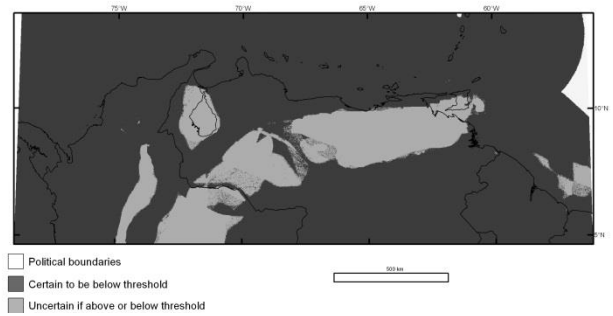 75°W 70°W 65°W 60°W
10°N
5°N
Political boundaries
Certain to be below threshold
500 km
Uncertain if above or below threshold